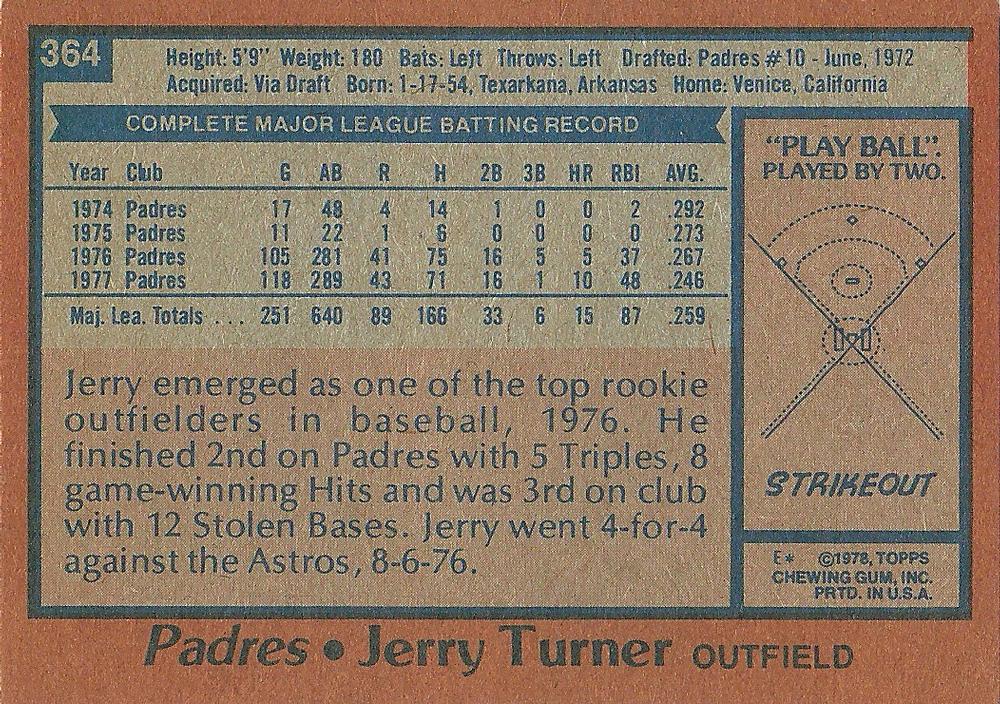 364
Height: 5'9" Weight: 180 Bats: Left Throws: Left Drafted: Padres #10 - June, 1972
Acquired: Via Draft Born: 1-17-54, Texarkana, Arkansas Home: Venice, California
COMPLETE MAJOR LEAGUE BATTING RECORD
Year Club G AB R H 2B 3B HR RBI AVG.
1974 Padres 17 48 4 14 1 0 0 2 .292
1975 Padres 11 22 1 6 0 0 0 0 .273
1976 Padres 105 281 41 75 16 5 5 37 .267
1977 Padres 118 289 43 71 16 1 10 48 .246
Maj. Lea. Totals ... 251 640 89 166 33 6 15 87 .259
Jerry emerged as one of the top rookie
outfielders in baseball, 1976. He
finished 2nd on Padres with 5 Triples, 8
game-winning Hits and was 3rd on club
with 12 Stolen Bases. Jerry went 4-for-4
against the Astros, 8-6-76.
"PLAY BALL".
PLAYED BY TWO.
STRIKEOUT
E* ©1978, TOPPS
CHEWING GUM, INC.
PRTD. IN U.S.A.
Padres • Jerry Turner OUTFIELD